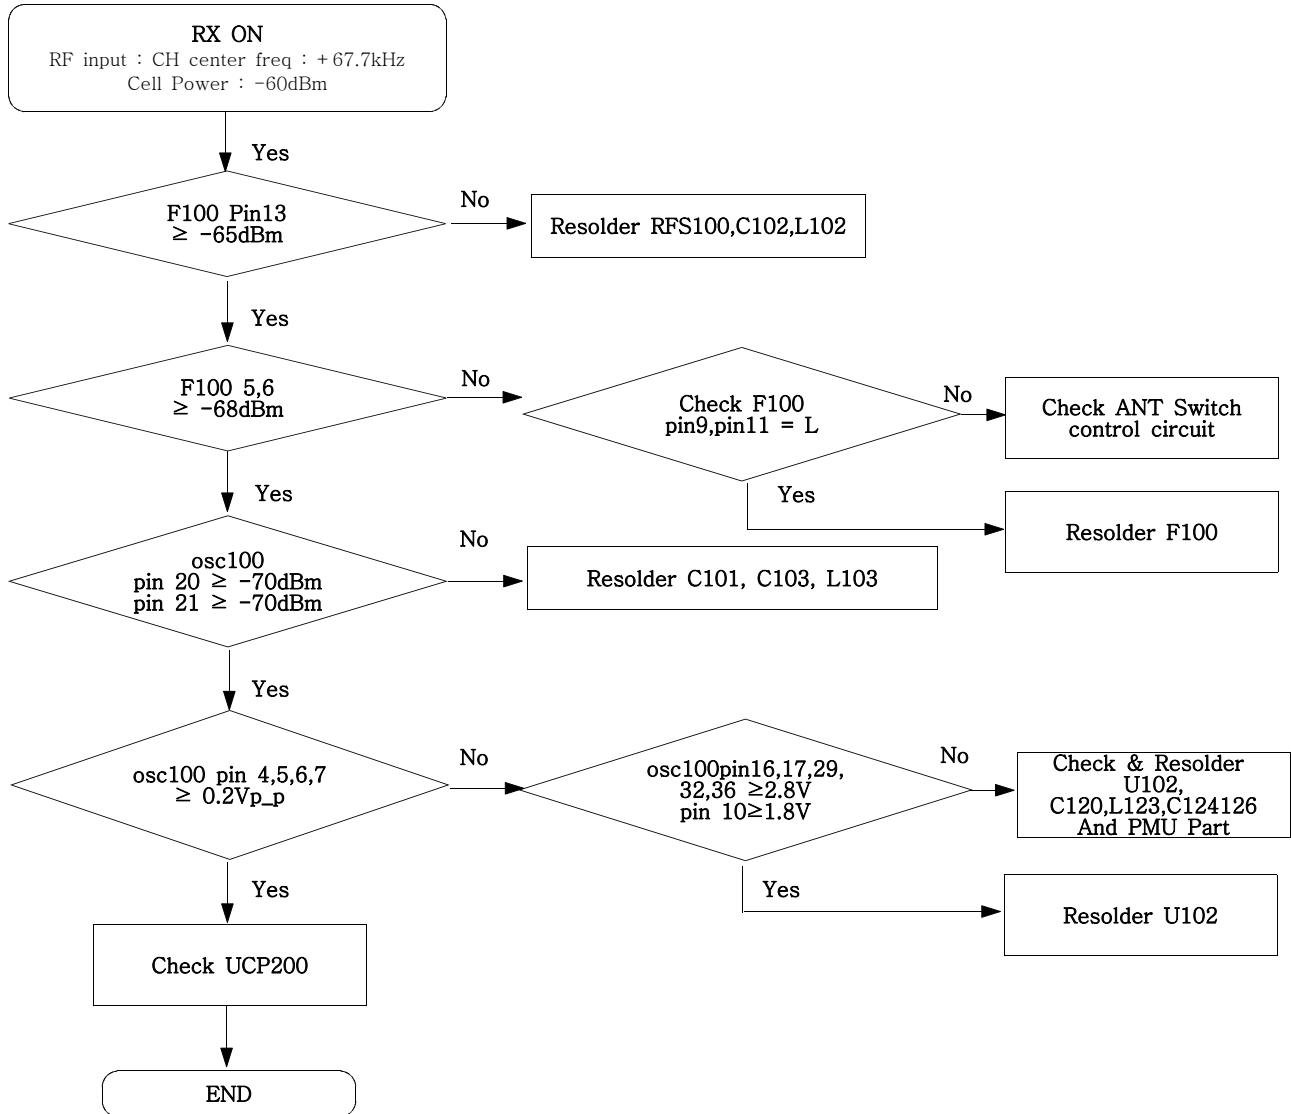 RX ON
RF input : CH center freq : +67.7kHz
Cell Power : -60dBm
Yes
F100 Pin13
≥ -65dBm
No
Resolder RFS100,C102,L102
Yes
F100 5,6
≥ -68dBm
No
Check F100
pin9,pin11 = L
No
Check ANT Switch
control circuit
Yes
Resolder F100
Yes
osc100
pin 20 ≥ -70dBm
pin 21 ≥ -70dBm
No
Resolder C101, C103, L103
Yes
osc100 pin 4,5,6,7
≥ 0.2Vp_p
No
osc100pin16,17,29,
32,36 ≥2.8V
pin 10≥1.8V
No
Check & Resolder
U102,
C120,L123,C124126
And PMU Part
Yes
Resolder U102
Yes
Check UCP200
END